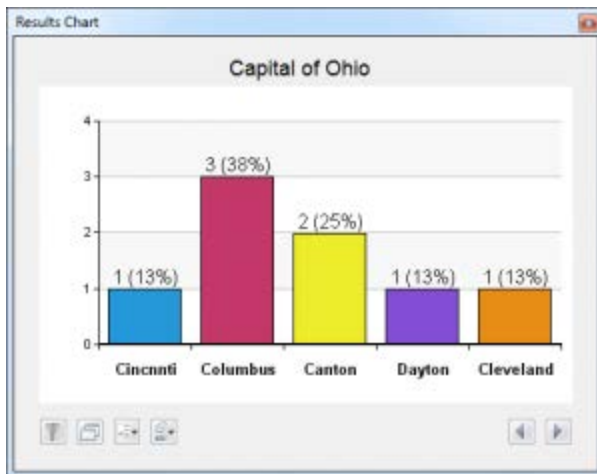 Results Chart
Capital of Ohio
4
3
2
1
0
1 (13%)
3 (38%)
2 (25%)
1 (13%)
1 (13%)
Cincnnti
Columbus
Canton
Dayton
Cleveland